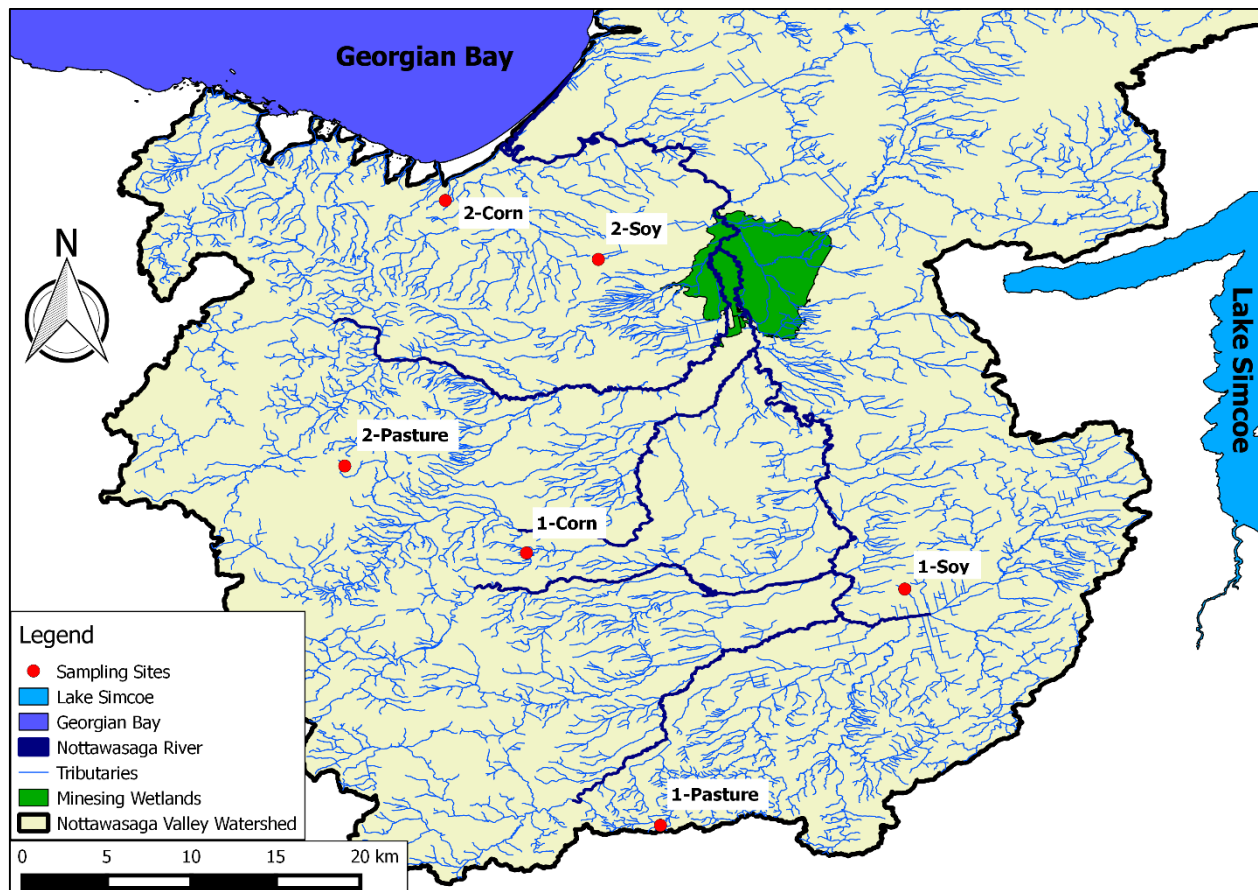 Georgian Bay
2-Corn
2-Soy
N
Lake Simcoe
2-Pasture
1-Corn
1-Soy
Legend
Sampling Sites
Lake Simcoe
Georgian Bay
Nottawasaga River
Tributaries
Minesing Wetlands
Nottawasaga Valley Watershed
1-Pasture
0 5 10 15 20 km